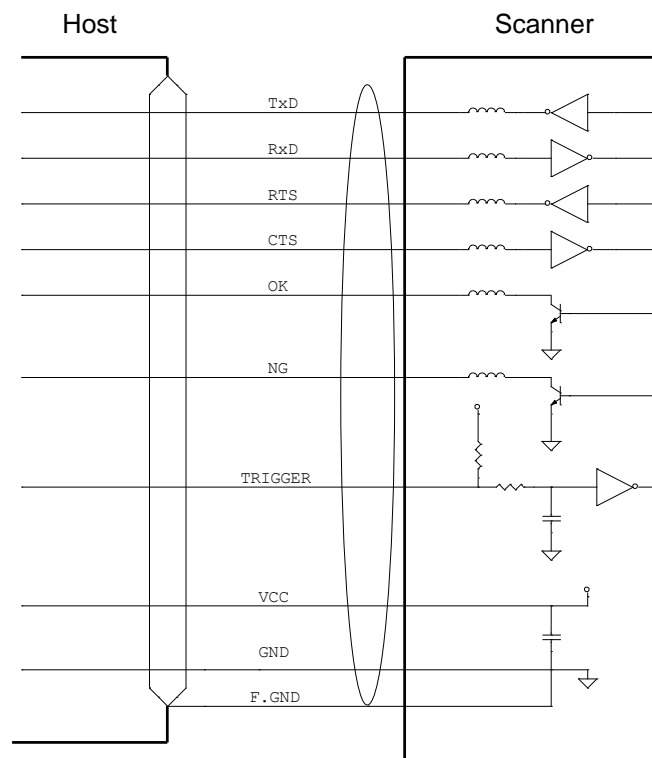 Host
Scanner
TxD
RxD
RTS
CTS
OK
NG
TRIGGER
VCC
GND
F.GND